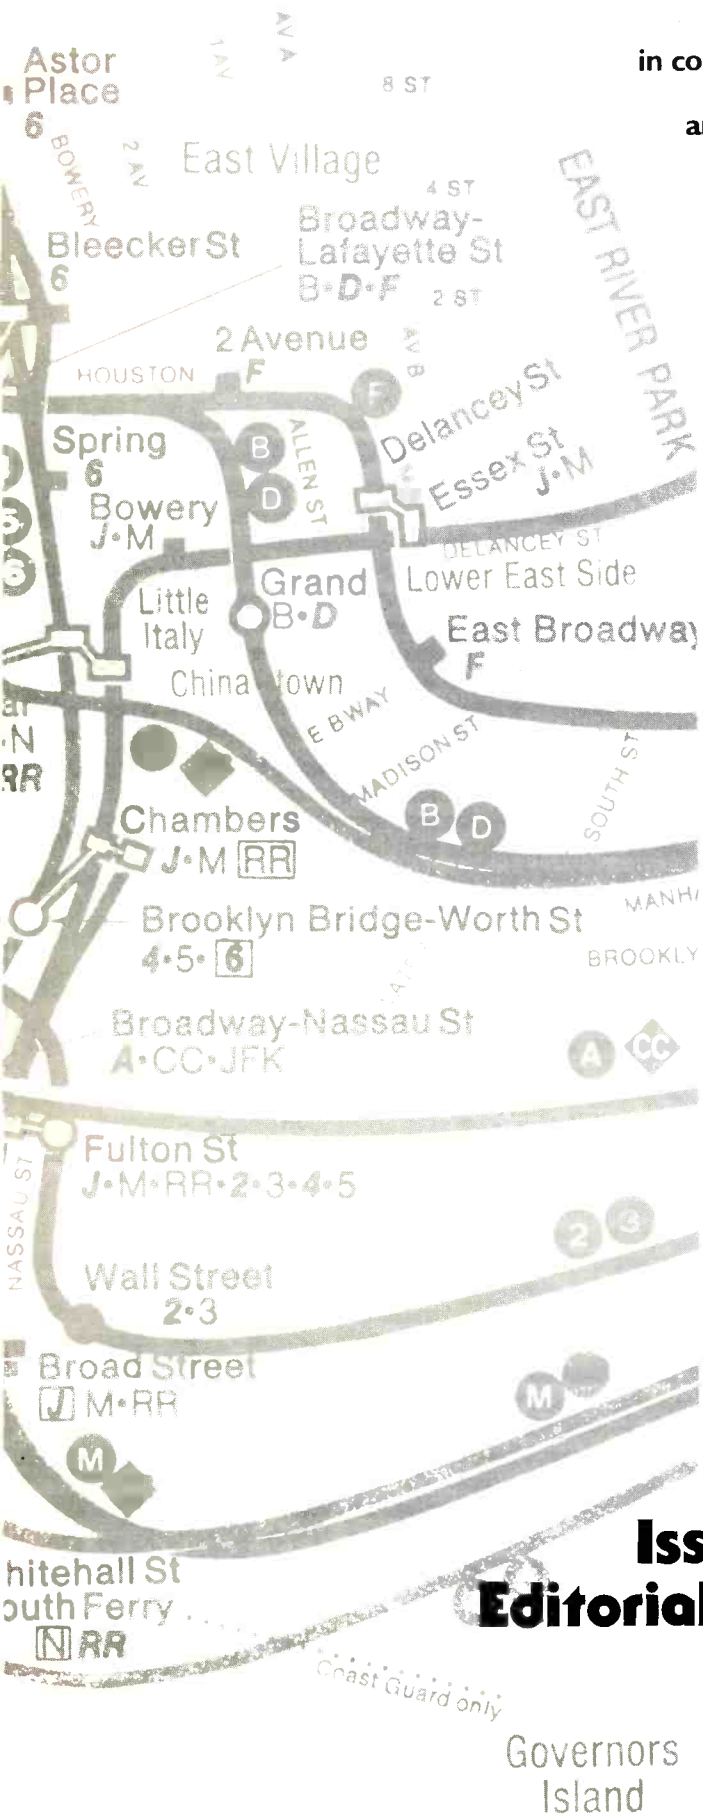 AV A
1 AV
in co
Astor
Place
6
8 ST
a
BOWERY
2 AV
East Village
4 ST
EAST RIVER PARK
Broadway-
Lafayette St
B•D•F
2 ST
Bleecker St
6
2 Avenue
F
AV B
HOUSTON
F
Delancey St
Spring
6
B
ALLEN ST
Essex St
J•M
D
Bowery
J•M
DELANCEY ST
Grand
B•D
Lower East Side
Little
Italy
East Broadway
F
China town
E BWAY
MADISON ST
SOUTH ST
N
RR
B
D
Chambers
J•M RR
MANH
Brooklyn Bridge-Worth St
4•5•6
BROOKLY
Broadway-Nassau St
A•CC•JFK
A
CC
Fulton St
J•M•RR•2•3•4•5
NASSAU ST
2
3
Wall Street
2•3
Broad Street
J M•RR
M
M
Iss
Editorial
hitehall St
outh Ferry
N RR
Coast Guard only
Governors
Island